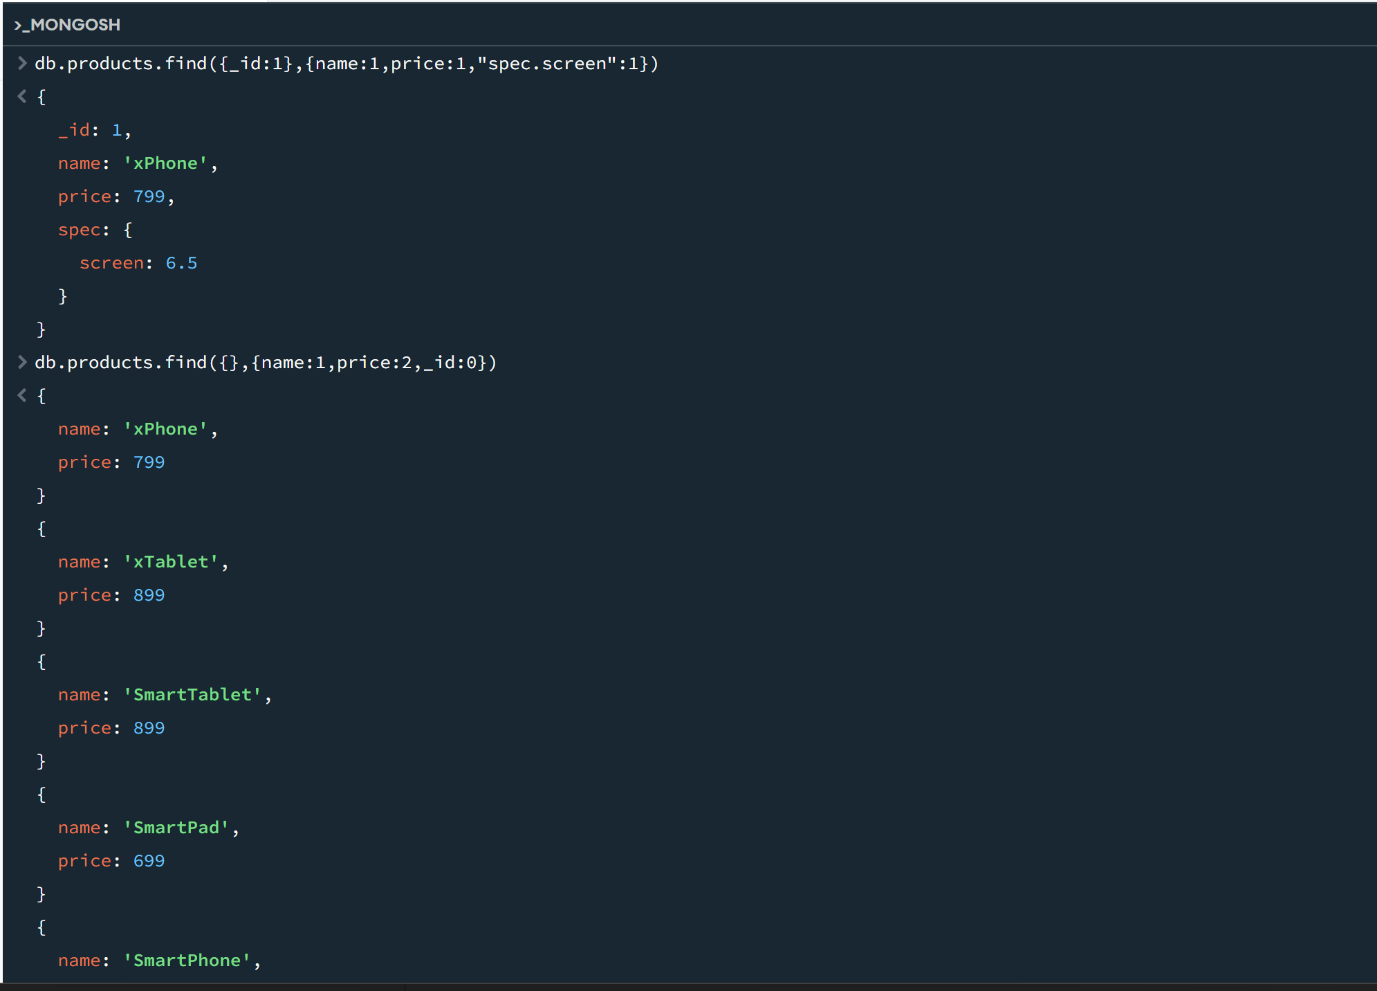 >_MONGOSH
> db.products.find({_id:1},{name:1,price:1,"spec.screen":1})
< {
_id: 1,
name: 'xPhone',
price: 799,
spec: {
screen: 6.5
}
}
> db.products.find({},{name:1,price:2,_id:0})
< {
name: 'xPhone',
price: 799
}
{
name: 'xTablet',
price: 899
}
{
name: 'SmartTablet',
price: 899
}
{
name: 'SmartPad',
price: 699
}
{
name: 'SmartPhone',